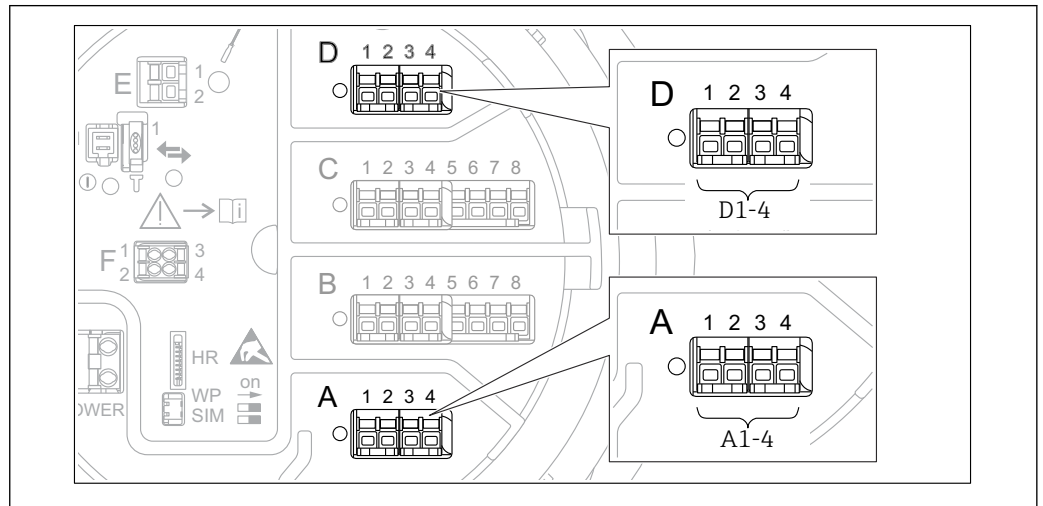 D 1 2 3 4
E 1
2
1
D 1 2 3 4
D1-4
C 1 2 3 4 5 6 7 8
i
F 1 3
2 4
B 1 2 3 4 5 6 7 8
A 1 2 3 4
A1-4
HR
WP on
SIM
OWER
A 1 2 3 4